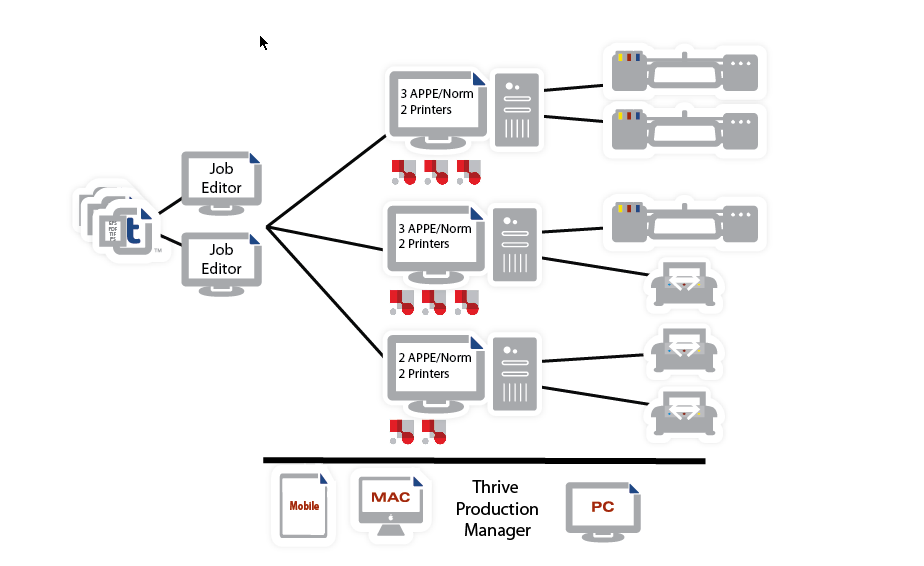 3 APPE/Norm
2 Printers
Job
Editor
t
TM
3 APPE/Norm
2 Printers
Job
Editor
2 APPE/Norm
2 Printers
Mobile
MAC
Thrive
Production
Manager
PC